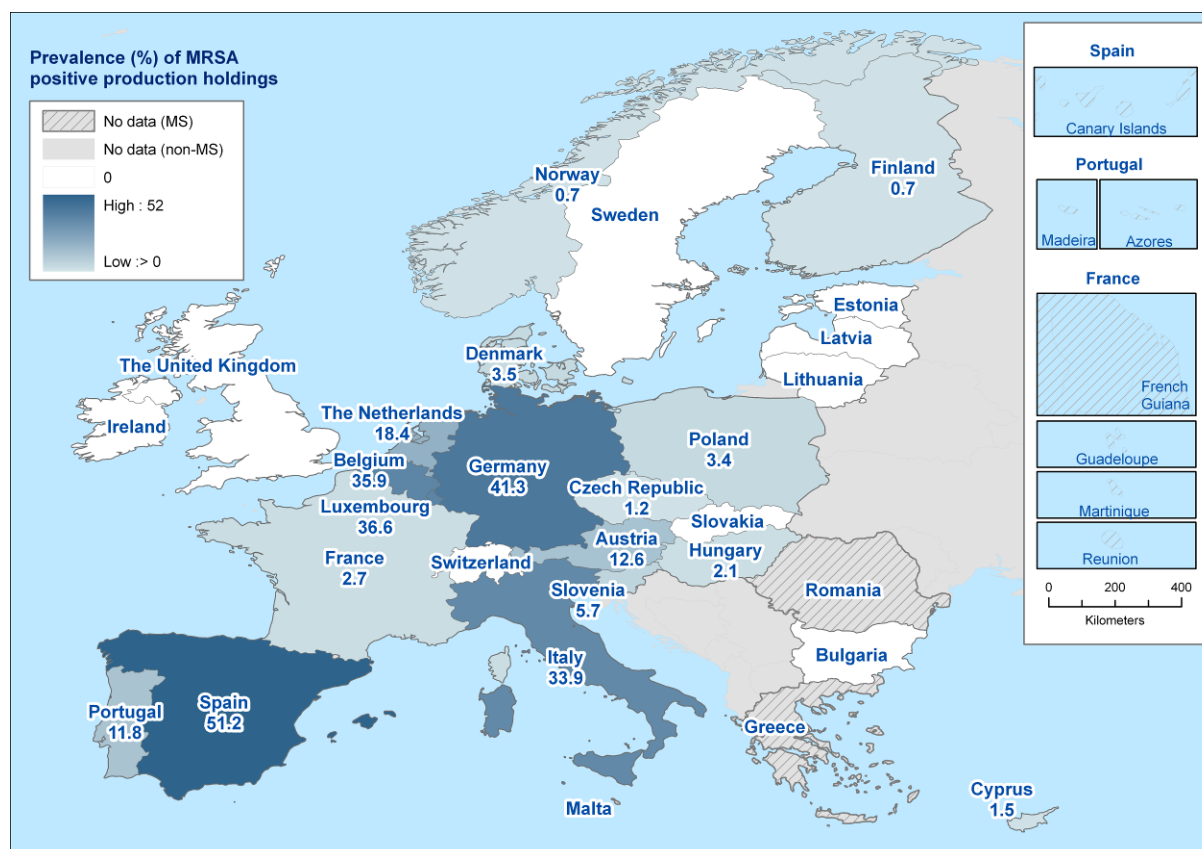 Prevalence (%) of MRSA
positive production holdings
No data (MS)
No data (non-MS)
0
High : 52
Low :> 0
Norway
0.7
Finland
0.7
Sweden
Estonia
Latvia
Lithuania
The United Kingdom
Ireland
Denmark
3.5
The Netherlands
18.4
Belgium
35.9
Luxembourg
36.6
Germany
41.3
Poland
3.4
Czech Republic
1.2
Slovakia
France
2.7
Switzerland
Austria
12.6
Hungary
2.1
Slovenia
5.7
Romania
Bulgaria
Italy
33.9
Portugal
11.8
Spain
51.2
Greece
Malta
Cyprus
1.5
Spain
Canary Islands
Portugal
Madeira
Azores
France
French
Guiana
Guadeloupe
Martinique
Reunion
0 200 400
Kilometers